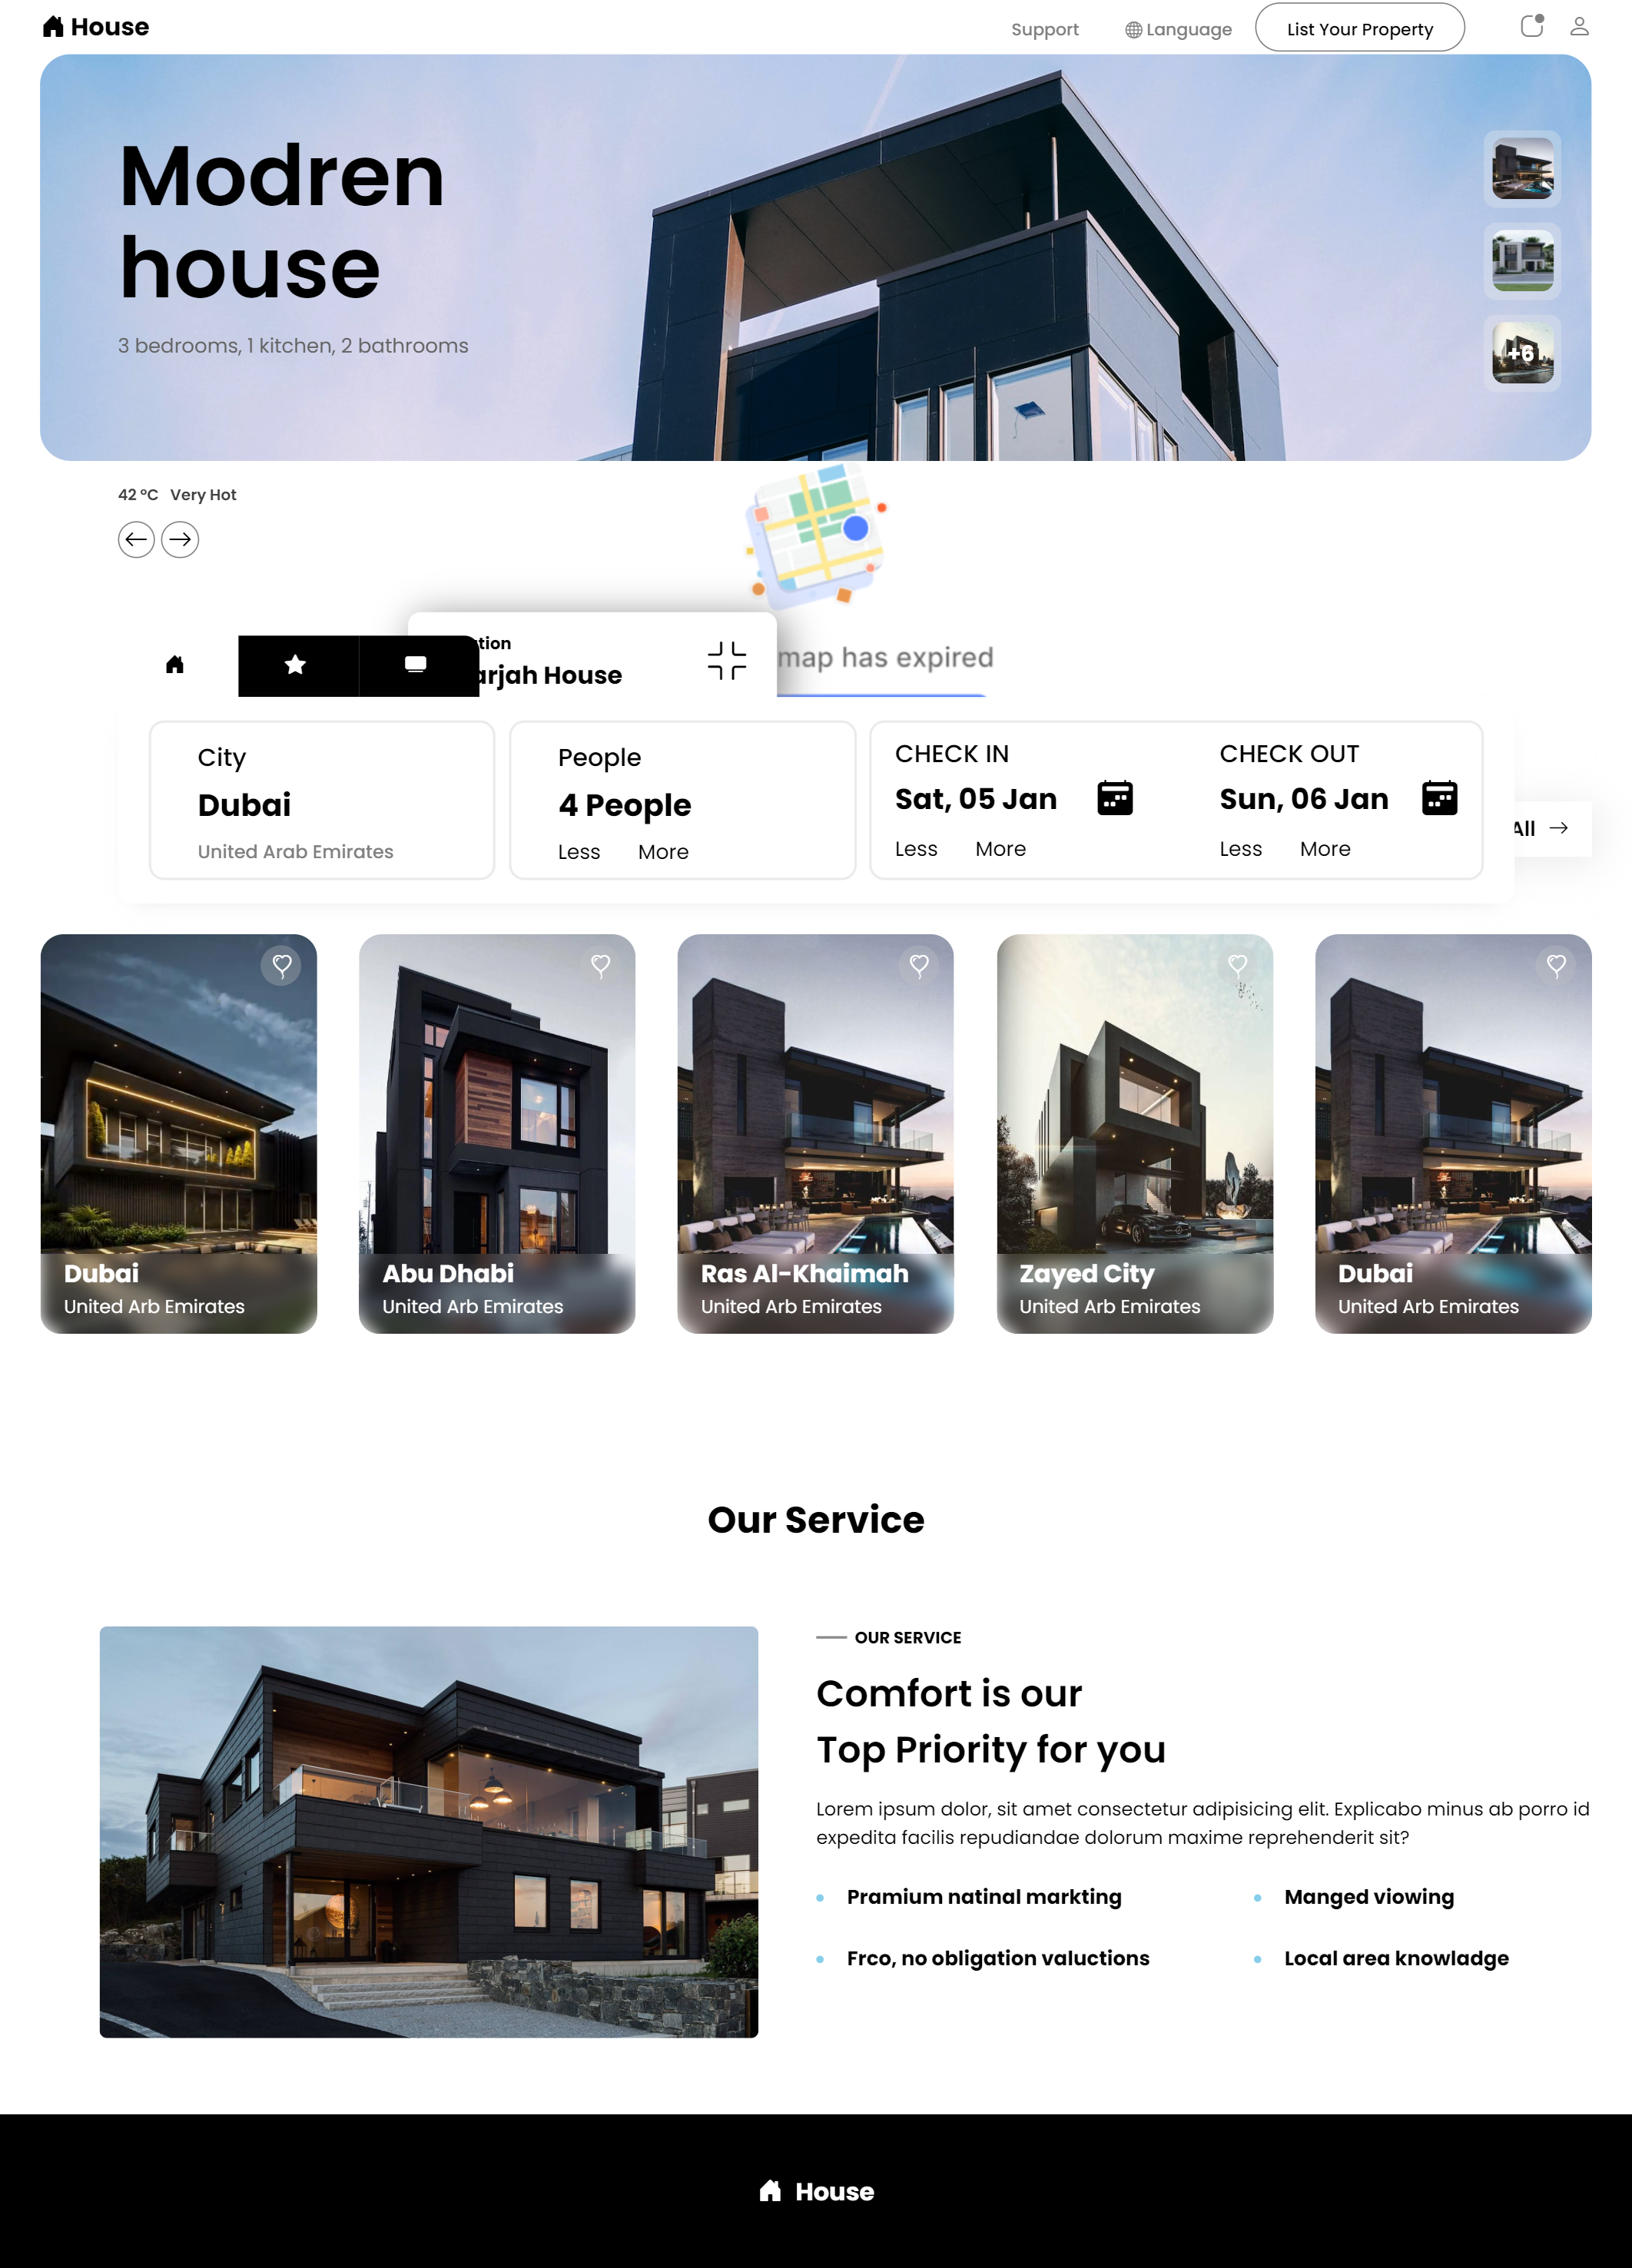 House
Support
Language
List Your Property
Modren
house
3 bedrooms, 1 kitchen, 2 bathrooms
+6
42 °C Very Hot
map has expired
House
City
Dubai
United Arab Emirates
People
4 People
Less More
CHECK IN
Sat, 05 Jan
Less More
CHECK OUT
Sun, 06 Jan
Less More
All
Dubai
United Arb Emirates
Abu Dhabi
United Arb Emirates
Ras Al-Khaimah
United Arb Emirates
Zayed City
United Arb Emirates
Dubai
United Arb Emirates
Our Service
OUR SERVICE
Comfort is our
Top Priority for you
Lorem ipsum dolor, sit amet consectetur adipisicing elit. Explicabo minus ab porro id
expedita facilis repudiandae dolorum maxime reprehenderit sit?
Pramium natinal markting
Manged viowing
Frco, no obligation valuctions
Local area knowladge
House